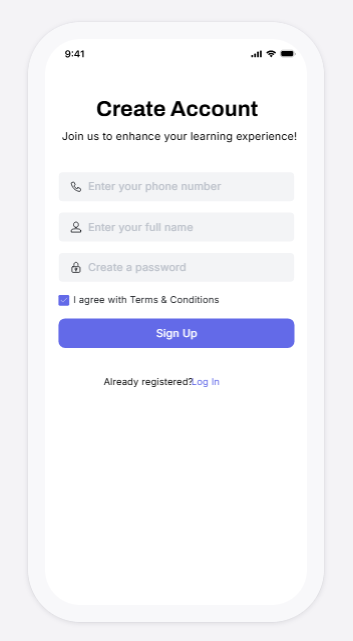 9:41
Create Account
Join us to enhance your learning experience!
Enter your phone number
Enter your full name
Create a password
I agree with Terms & Conditions
Sign Up
Already registered?Log In